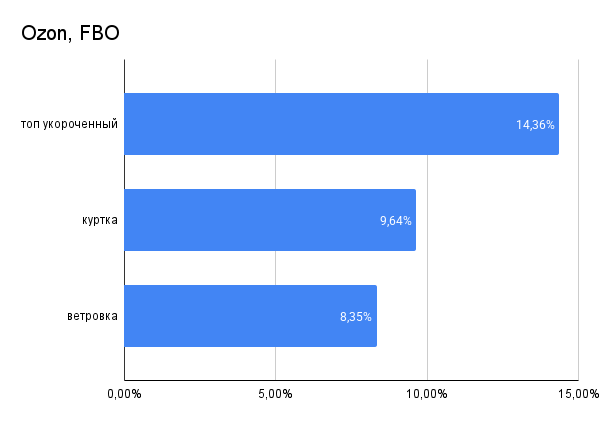 Ozon, FBO
топ укороченный
14,36%
куртка
9,64%
ветровка
8,35%
0,00%
5,00%
10,00%
15,00%